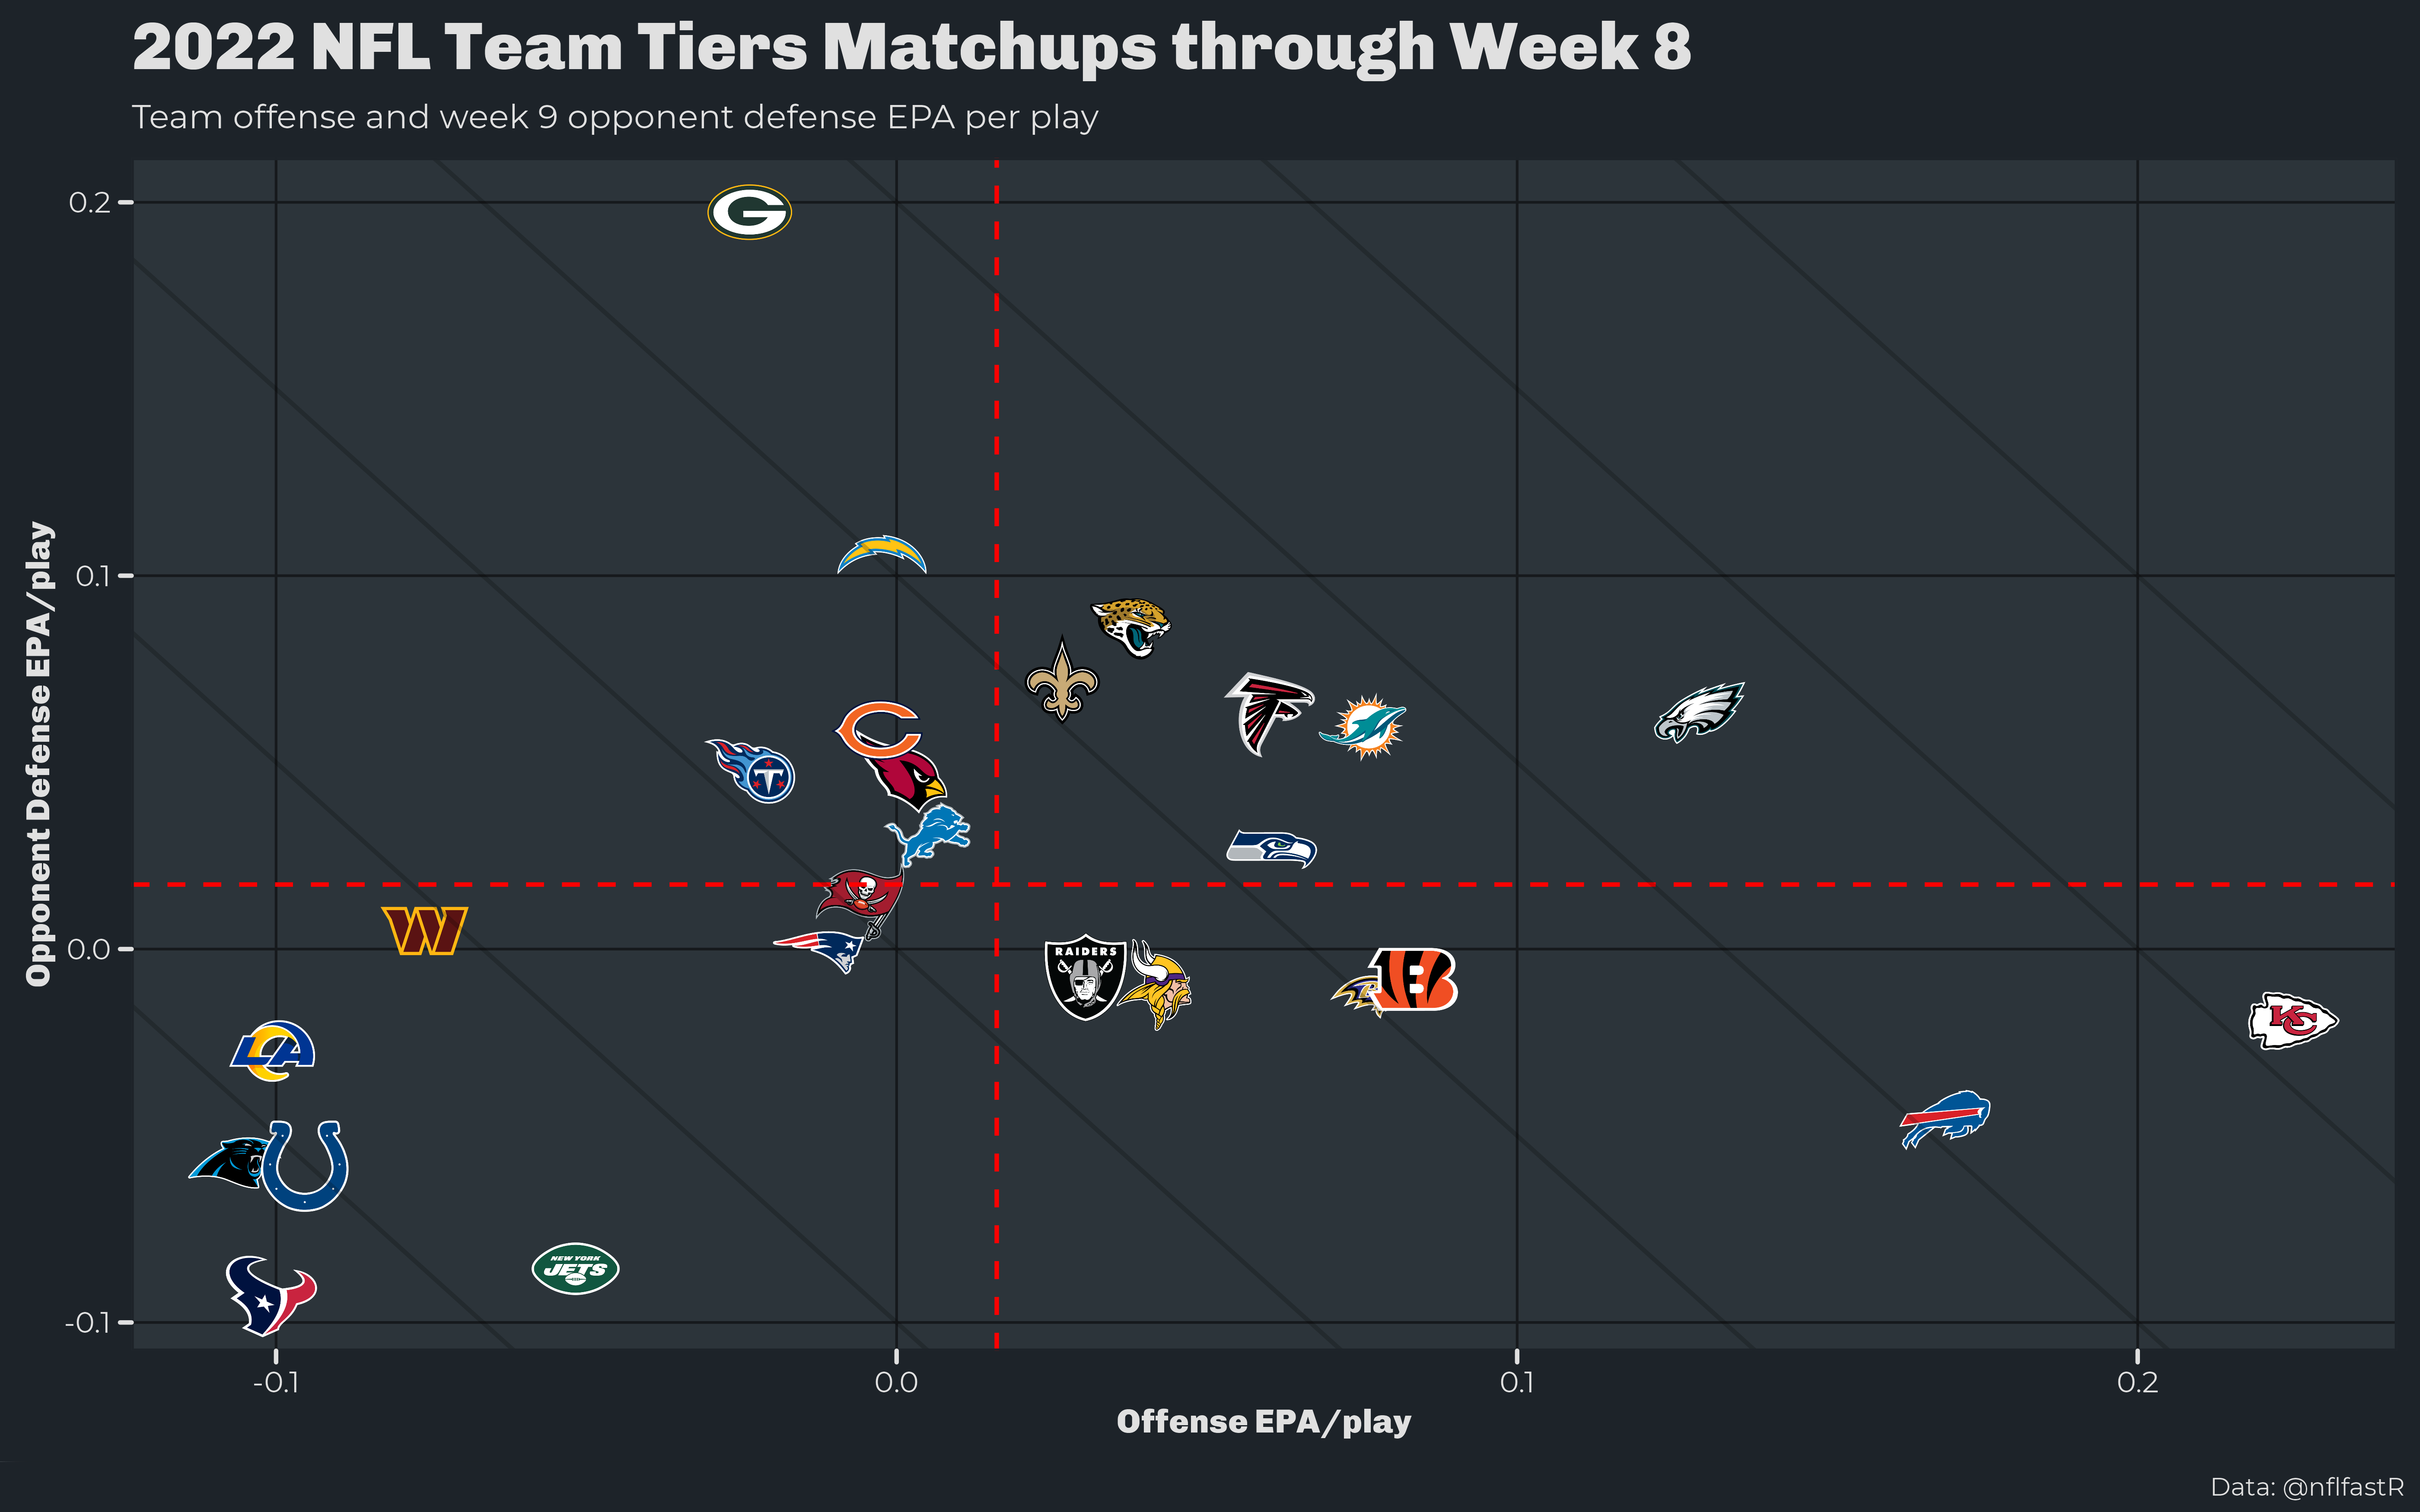 2022 NFL Team Tiers Matchups through Week 8
Team offense and week 9 opponent defense EPA per play
Opponent Defense EPA/play
0.2
0.1
0.0
-0.1
RAIDERS
NEW YORK
JETS
-0.1
0.0
0.1
0.2
Offense EPA/play
Data: @nflfastR